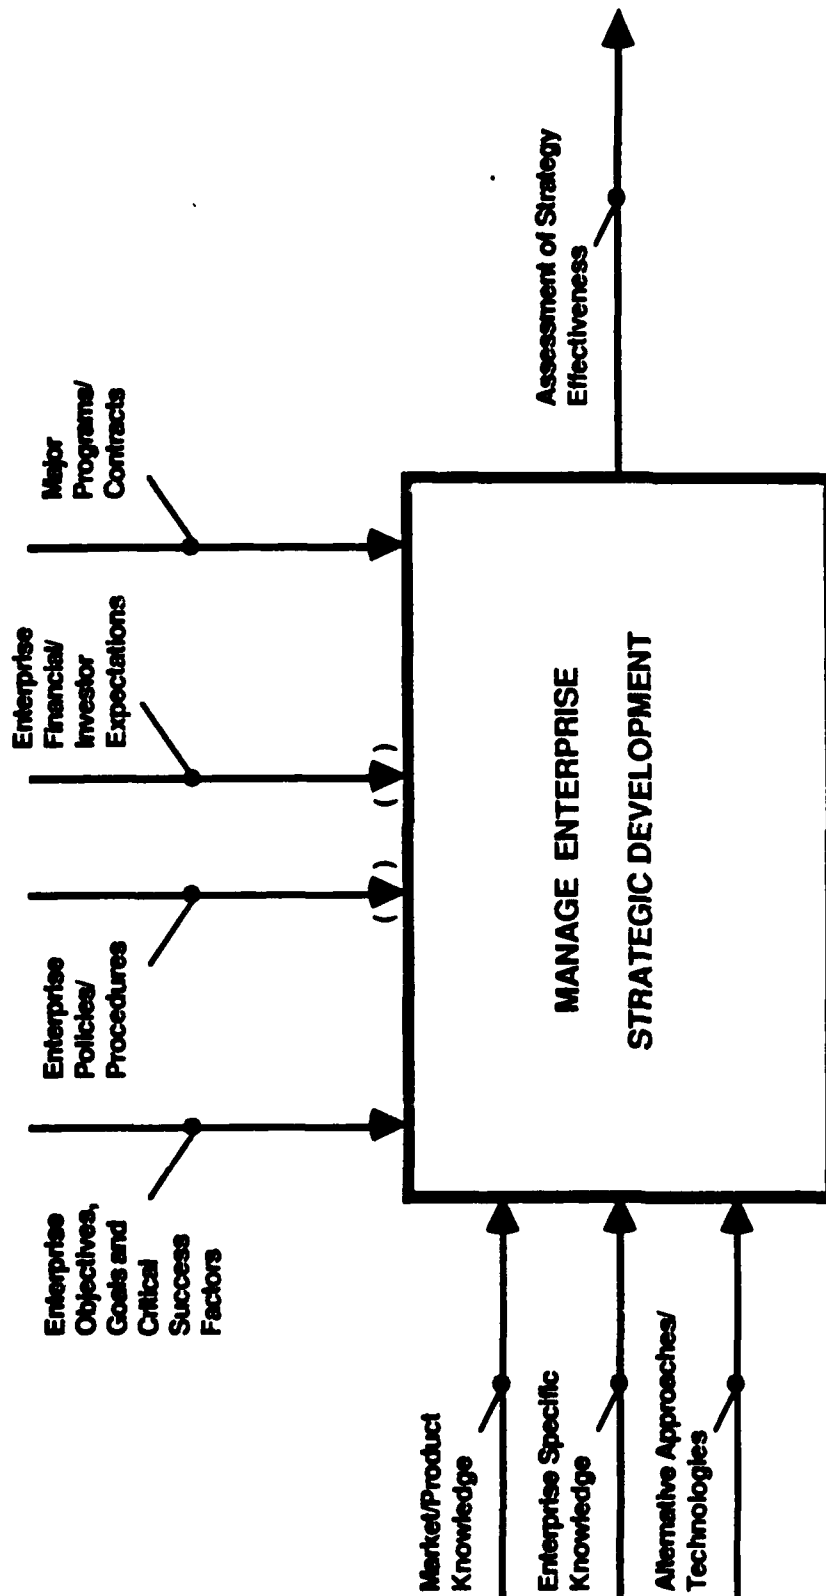 Enterprise
Objectives,
Goals and
Critical
Success
Factors
Enterprise
Policies/
Procedures
Enterprise
Financial/
Investor
Expectations
Major
Programs/
Contracts
( )
( )
Market/Product
Knowledge
Enterprise Specific
Knowledge
Alternative Approaches/
Technologies
MANAGE ENTERPRISE
STRATEGIC DEVELOPMENT
Assessment of Strategy
Effectiveness